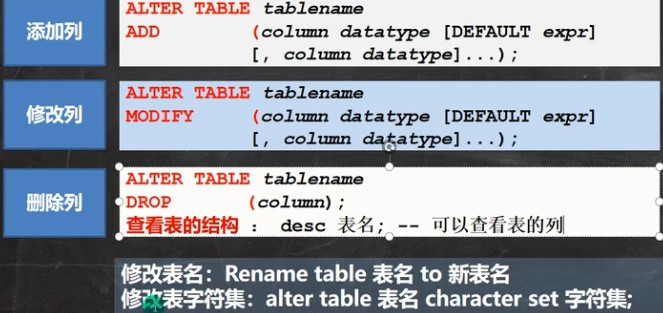 添加列
ALTER TABLE tablename
ADD (column datatype [DEFAULT expr]
[, column datatype]...);
修改列
ALTER TABLE tablename
MODIFY (column datatype [DEFAULT expr]
[, column datatype]...);
删除列
ALTER TABLE tablename
DROP (column);
查看表的结构 : desc 表名; -- 可以查看表的列
修改表名：Rename table 表名 to 新表名
修改表字符集：alter table 表名 character set 字符集;